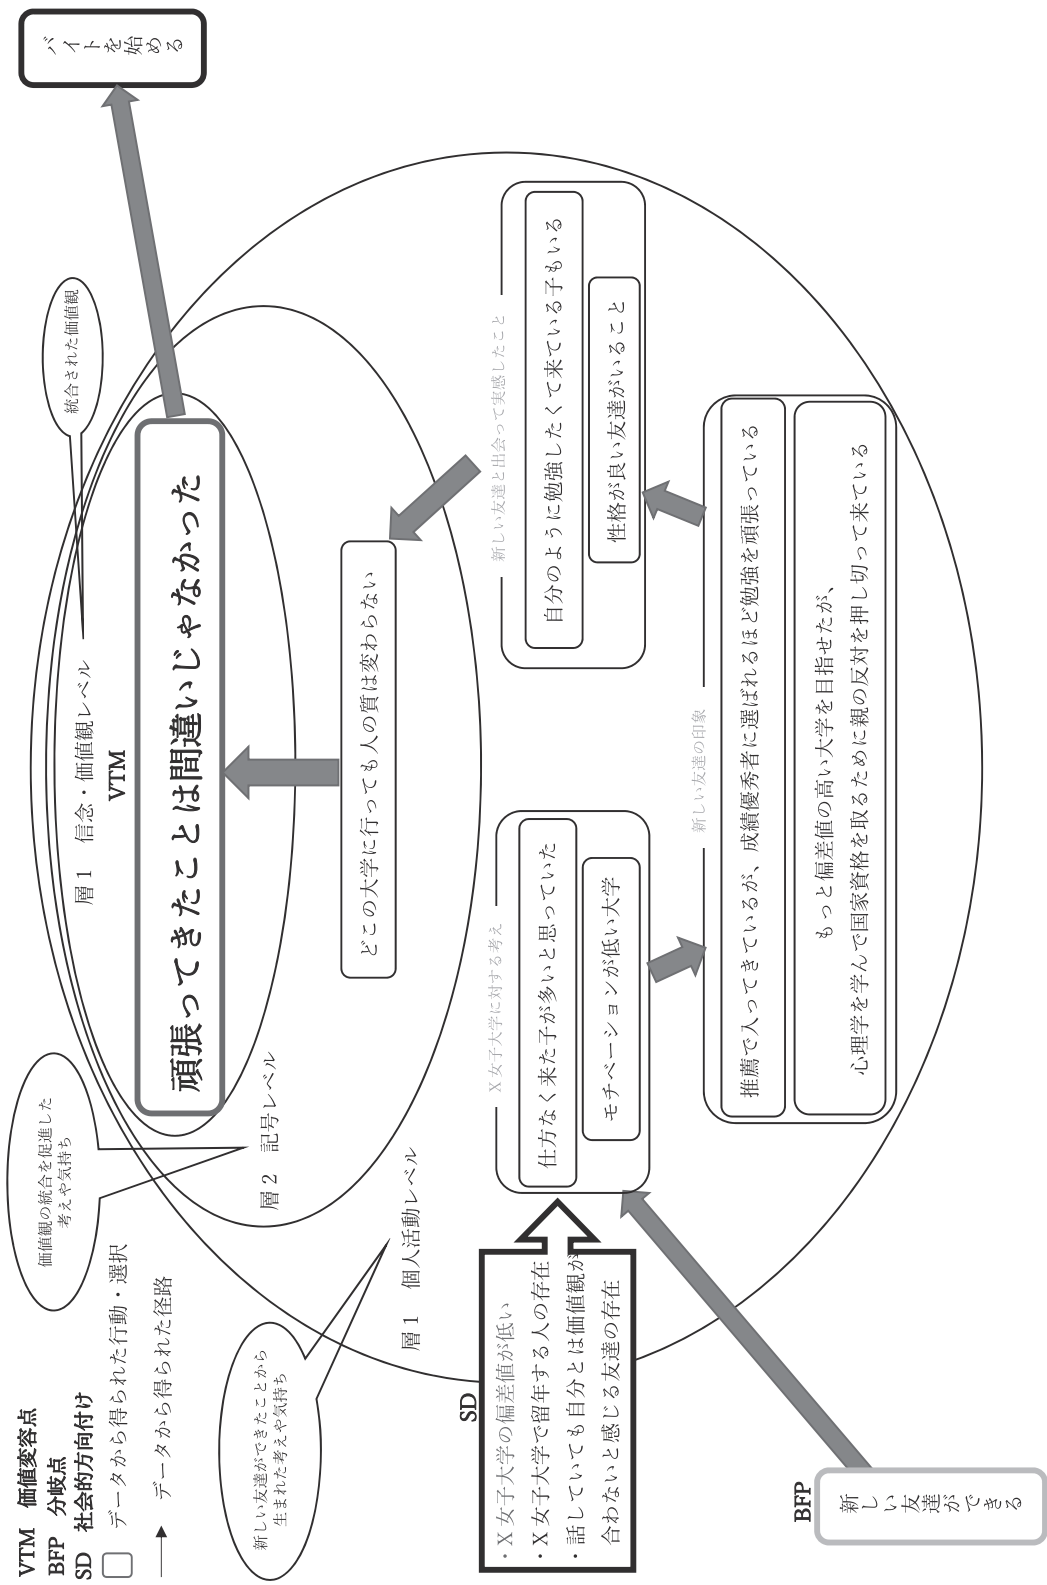 VTM 価値変容点
BFP 分岐点
SD 社会的方向付け
データから得られた行動・選択
データから得られた径路
価値観の統合を促進した
考えや気持ち
統合された価値観
バイトを始める
新しい友達ができたことから
生まれた考えや気持ち
層1 信念・価値観レベル
VTM
頑張ってきたことは間違いじゃなかった
層2 記号レベル
どこの大学に行っても人の質は変わらない
層1 個人活動レベル
SD
・X女子大学の偏差値が低い
・X女子大学で留年する人の存在
・話していても自分とは価値観が
合わないと感じる友達の存在
X女子大学に対する考え
仕方なく来た子が多いと思っていた
モチベーションが低い大学
新しい友達と出会って実感したこと
自分のように勉強したくて来ている子もいる
性格が良い友達がいること
新しい友達の印象
推薦で入ってきているが、成績優秀者に選ばれるほど勉強を頑張っている
もっと偏差値の高い大学を目指せたが、
心理学を学んで国家資格を取るために親の反対を押し切って来ている
BFP
新しい友達ができる